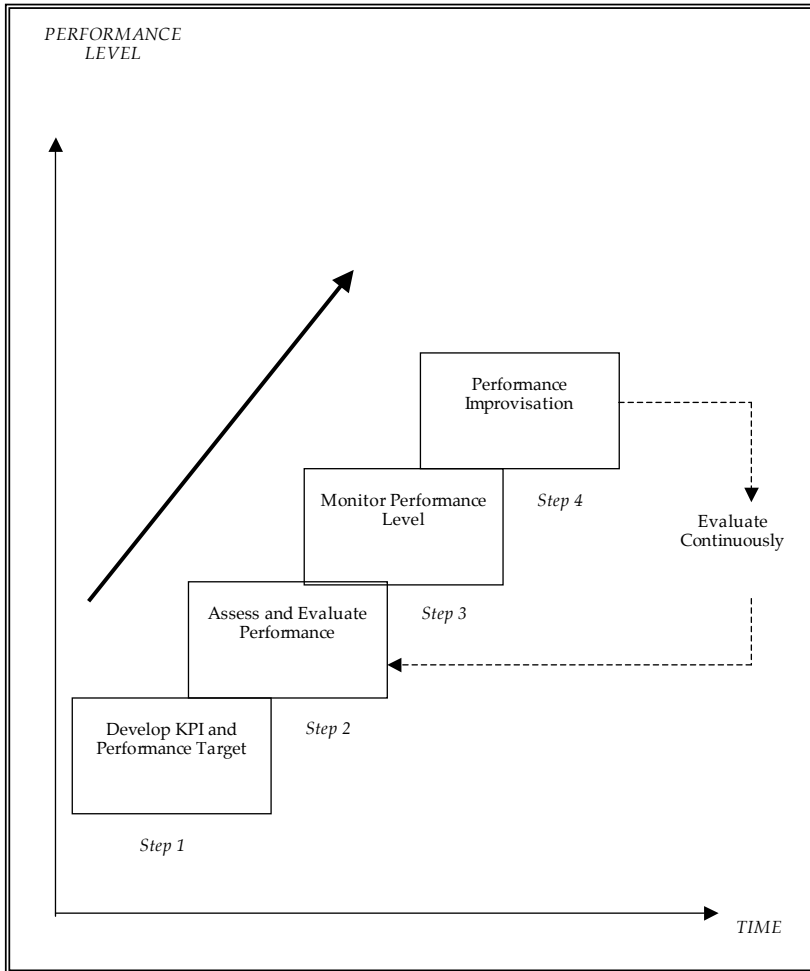 PERFORMANCE
LEVEL
Performance
Improvisation
Step 4
Monitor Performance
Level
Evaluate
Continuously
Step 3
Assess and Evaluate
Performance
Step 2
Develop KPI and
Performance Target
Step 1
TIME